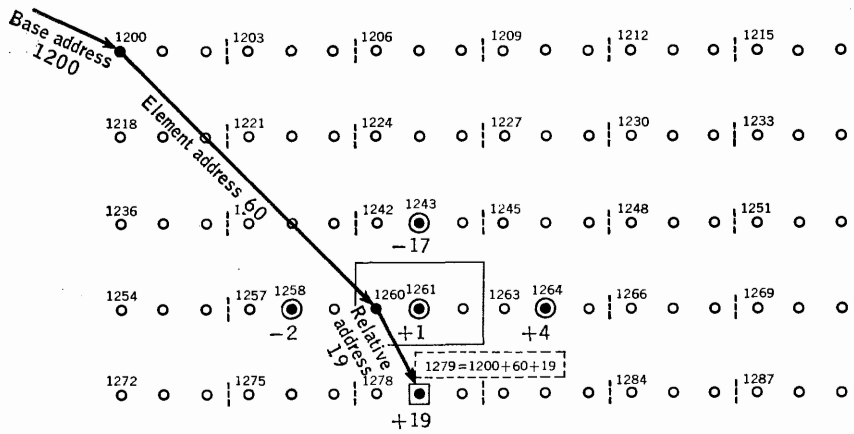 Base address
1200
1200 1203 1206 1209 1212 1215
Element address 60
1218 1221 1224 1227 1230 1233
1236 1242 1243 1245 1248 1251
−17
1254 1257 1258 1260 1261 1263 1264 1266 1269
−2 +1 +4
Relative
address
19
1279=1200+60+19
1272 1275 1278 1284 1287
+19